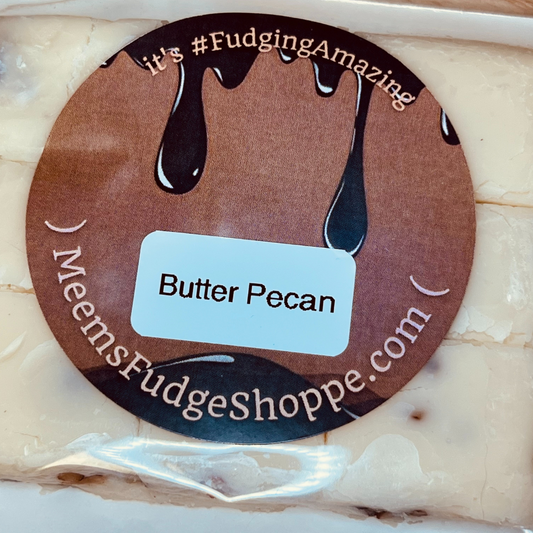 it's #FudgingAmazing
Butter Pecan
) MeemsFudgeShoppe.com (